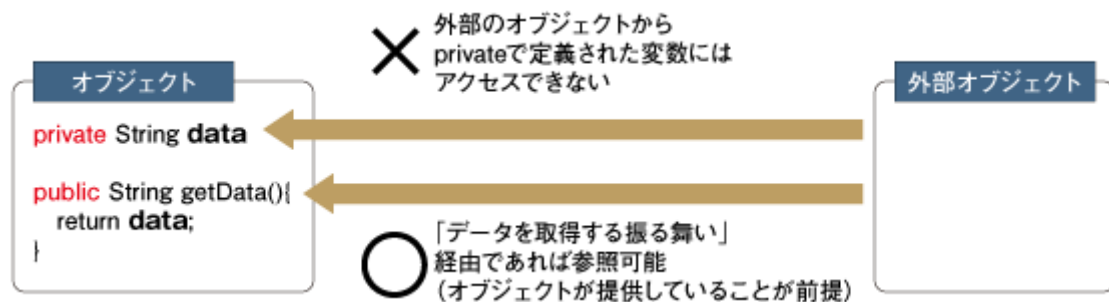 外部のオブジェクトから
privateで定義された変数には
アクセスできない
オブジェクト
外部オブジェクト
private String data
public String getData(){
return data;
}
「データを取得する振る舞い」
経由であれば参照可能
(オブジェクトが提供していることが前提)